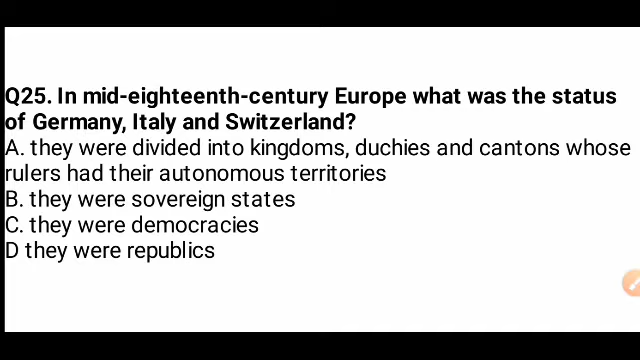 Q25. In mid-eighteenth-century Europe what was the status
of Germany, Italy and Switzerland?
A. they were divided into kingdoms, duchies and cantons whose
rulers had their autonomous territories
B. they were sovereign states
C. they were democracies
D they were republics